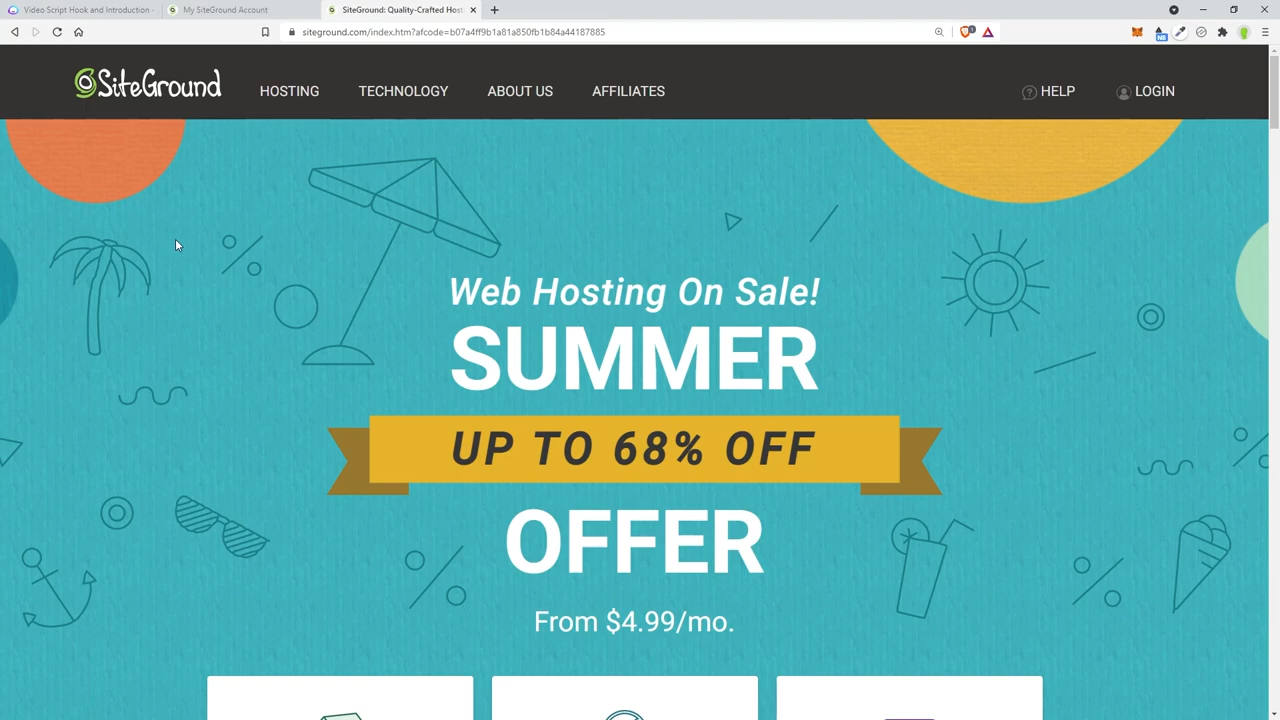 Video Script Hook and Introduction -
My SiteGround Account
SiteGround: Quality-Crafted Host
siteground.com/index.htm?afcode=b07a4ff9b1a81a850fb1b84a44187885
SiteGround
HOSTING
TECHNOLOGY
ABOUT US
AFFILIATES
HELP
LOGIN
Web Hosting On Sale!
SUMMER
UP TO 68% OFF
OFFER
From $4.99/mo.